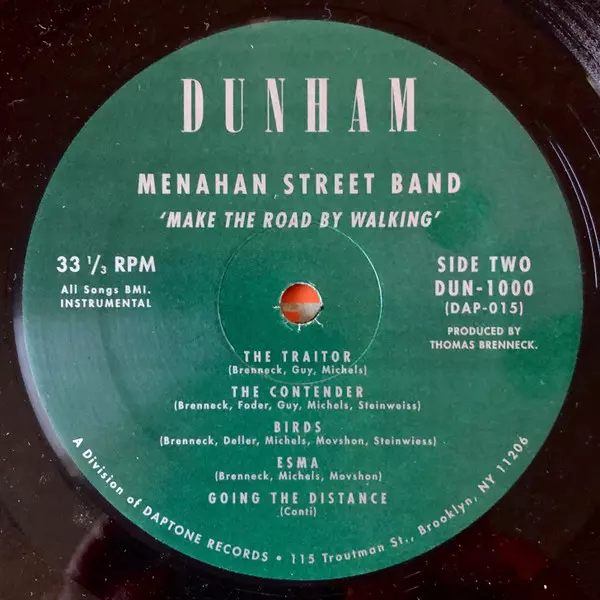 DUNHAM
MENAHAN STREET BAND
'MAKE THE ROAD BY WALKING'
33 1/3 RPM
All Songs BMI.
INSTRUMENTAL
SIDE TWO
DUN-1000
(DAP-015)
PRODUCED BY
THOMAS BRENNECK.
THE TRAITOR
(Brenneck, Guy, Michels)
THE CONTENDER
(Brenneck, Foder, Guy, Michels, Steinweiss)
BIRDS
(Brenneck, Deller, Michels, Movshon, Steinwiess)
ESMA
(Brenneck, Michels, Movshon)
GOING THE DISTANCE
(Conti)
A Division of DAPTONE RECORDS • 115 Troutman St., Brooklyn, NY 11206